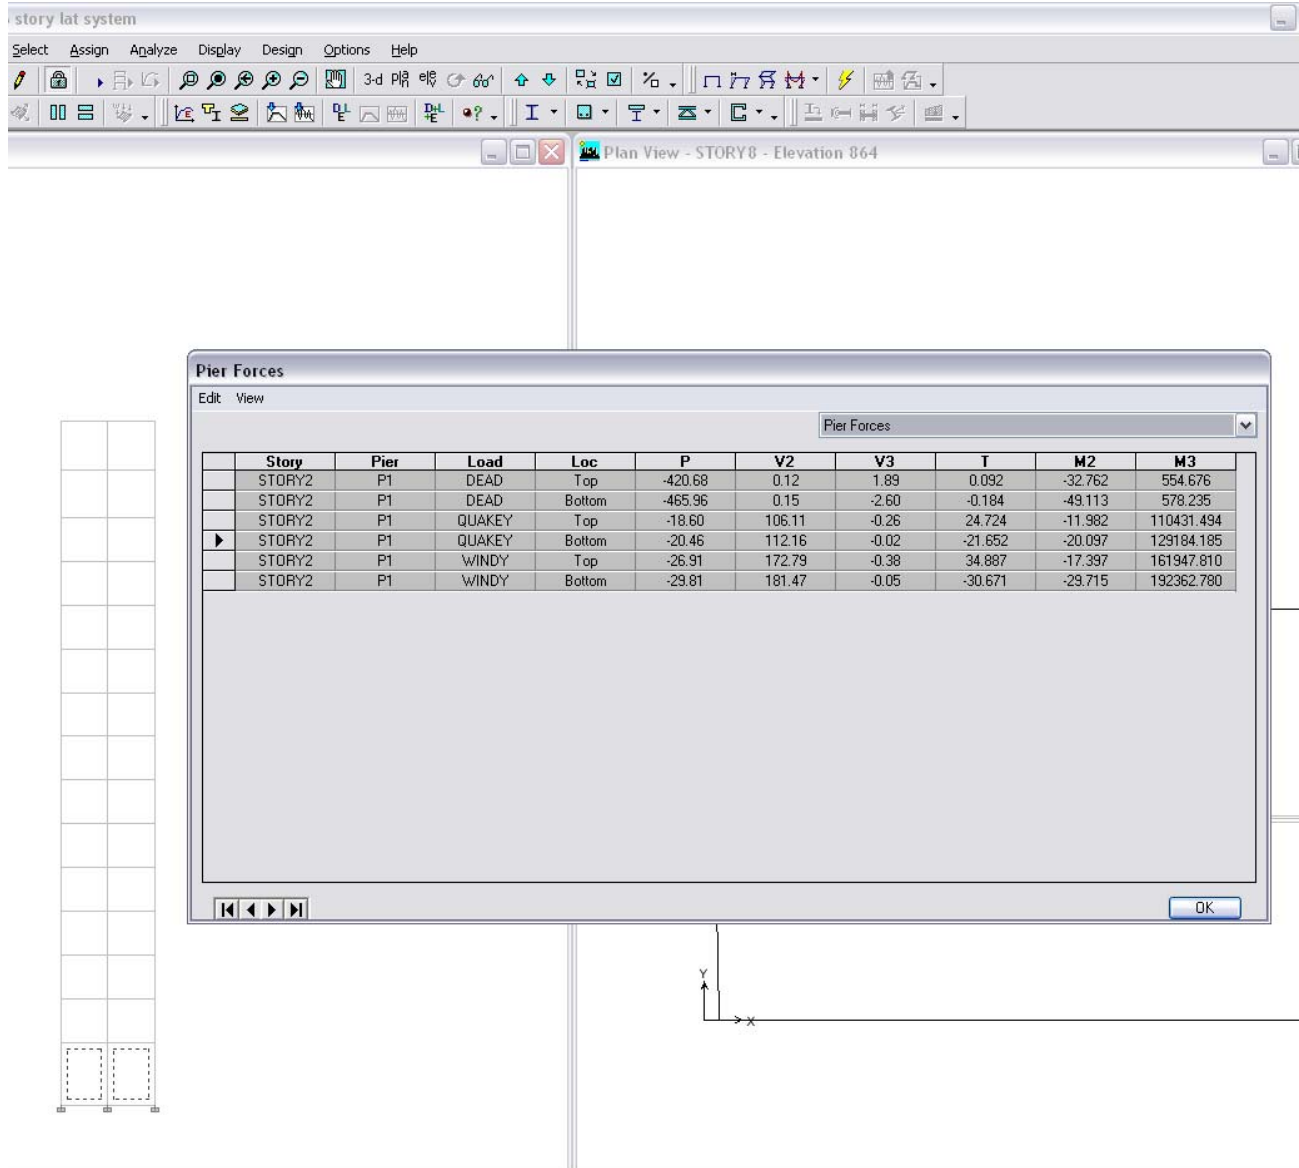 story lat system
Select Assign Analyze Display Design Options Help
3-d
Plan View - STORY8 - Elevation 864
Pier Forces
Edit View
Pier Forces
Story Pier Load Loc P V2 V3 T M2 M3
STORY2 P1 DEAD Top -420.68 0.12 1.89 0.092 -32.762 554.676
STORY2 P1 DEAD Bottom -465.96 0.15 -2.60 -0.184 -49.113 578.235
STORY2 P1 QUAKEY Top -18.60 106.11 -0.26 24.724 -11.982 110431.494
STORY2 P1 QUAKEY Bottom -20.46 112.16 -0.02 -21.652 -20.097 129184.185
STORY2 P1 WINDY Top -26.91 172.79 -0.38 34.887 -17.397 161947.810
STORY2 P1 WINDY Bottom -29.81 181.47 -0.05 -30.671 -29.715 192362.780
OK
Y
X